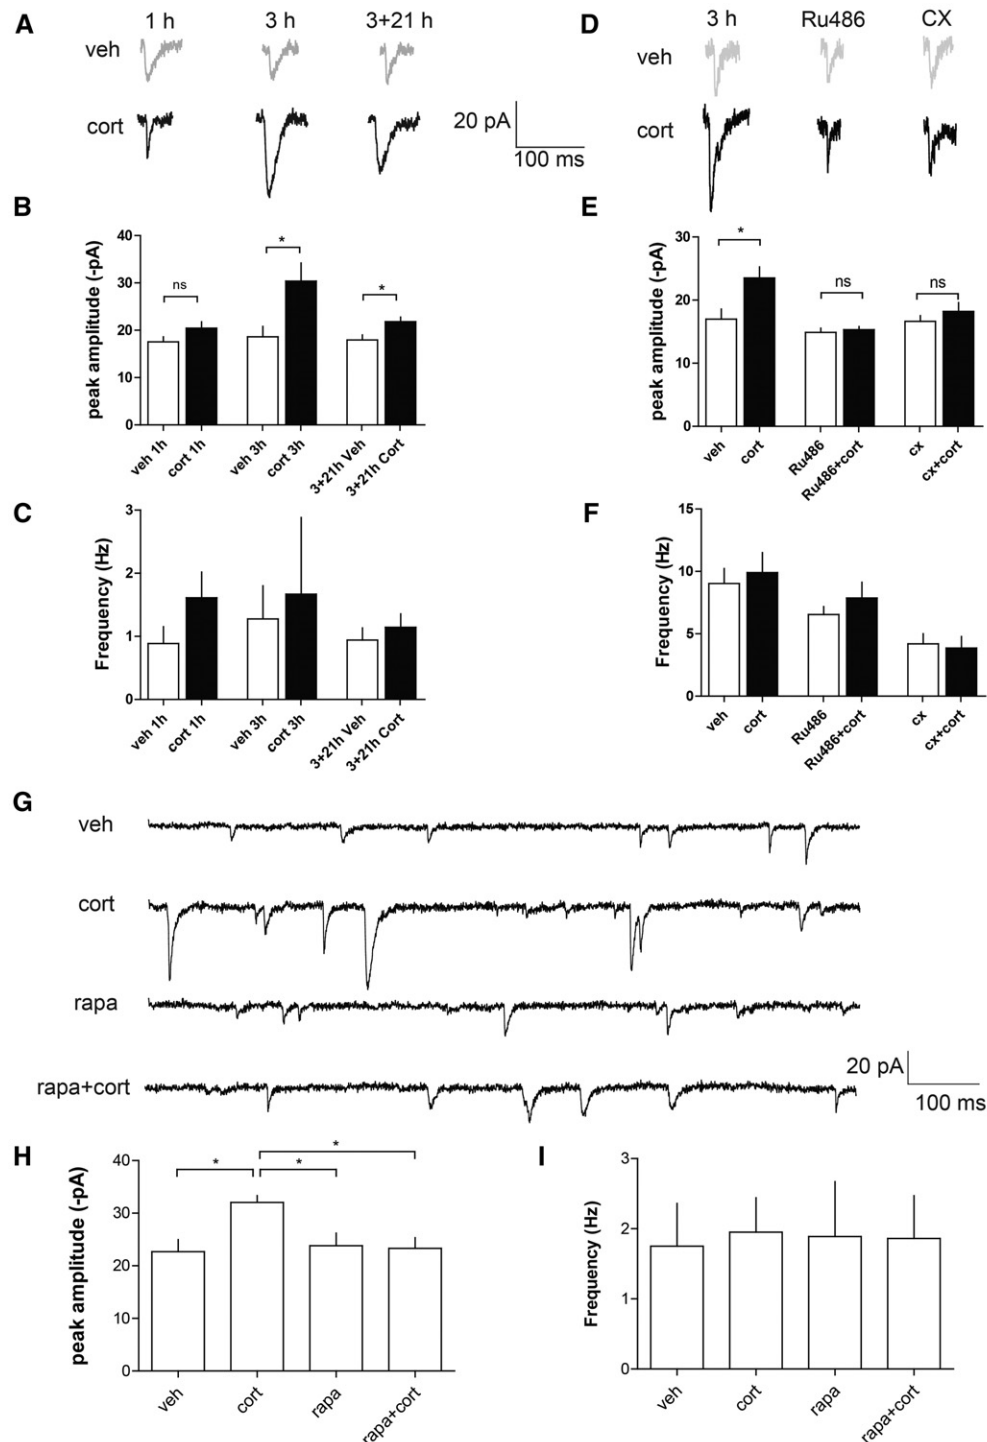 A
1 h
3 h
3+21 h
veh
cort
20 pA
100 ms
D
3 h
Ru486
CX
veh
cort
B
peak amplitude (-pA)
40
30
20
10
0
ns
*
*
veh 1h
cort 1h
veh 3h
cort 3h
3+21h Veh
3+21h Cort
E
peak amplitude (-pA)
30
20
10
0
*
ns
ns
veh
cort
Ru486
Ru486+cort
cx
cx+cort
C
Frequency (Hz)
3
2
1
0
veh 1h
cort 1h
veh 3h
cort 3h
3+21h Veh
3+21h Cort
F
Frequency (Hz)
15
10
5
0
veh
cort
Ru486
Ru486+cort
cx
cx+cort
G
veh
cort
rapa
rapa+cort
20 pA
100 ms
H
peak amplitude (-pA)
40
30
20
10
0
*
*
*
veh
cort
rapa
rapa+cort
I
Frequency (Hz)
3
2
1
0
veh
cort
rapa
rapa+cort